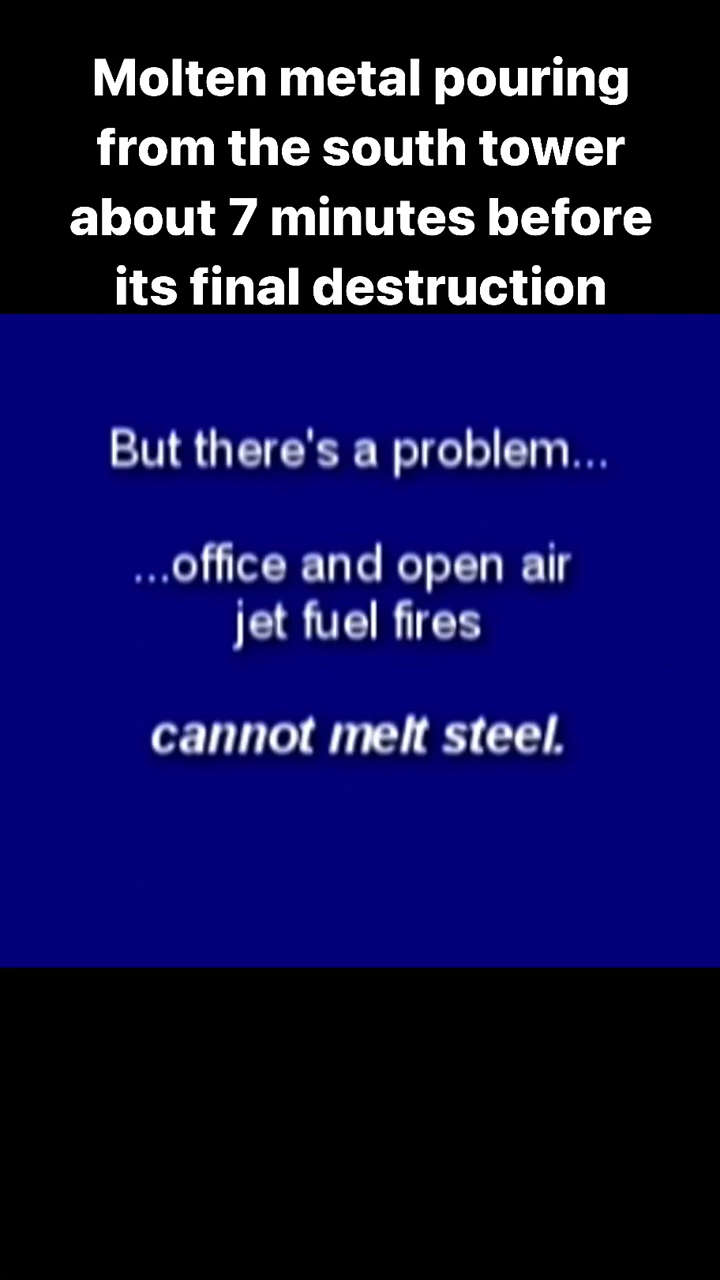 Molten metal pouring
from the south tower
about 7 minutes before
its final destruction
But there's a problem...
...office and open air
jet fuel fires
cannot melt steel.